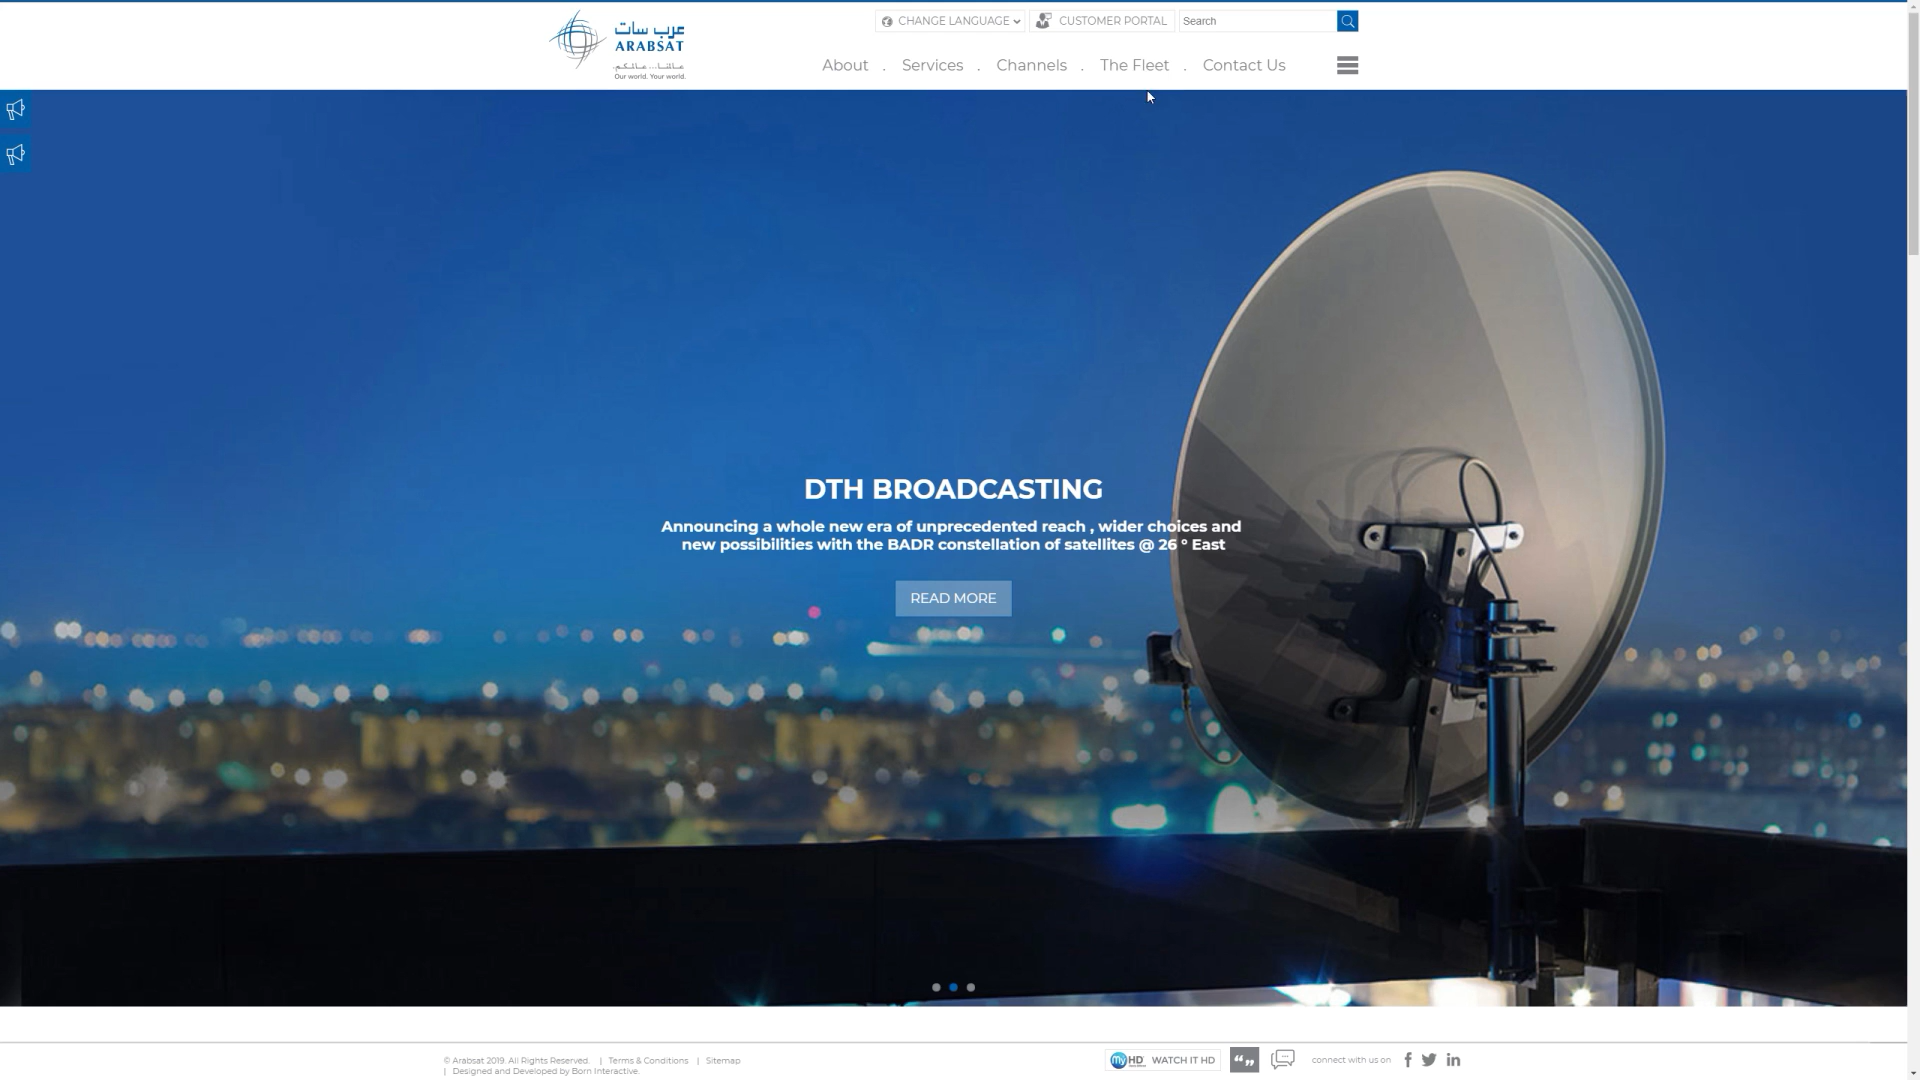 عرب سات
ARABSAT
عالمنا... عالمكم.
Our world. Your world.
CHANGE LANGUAGE
CUSTOMER PORTAL
Search
About . Services . Channels . The Fleet . Contact Us
DTH BROADCASTING
Announcing a whole new era of unprecedented reach , wider choices and
new possibilities with the BADR constellation of satellites @ 26 ° East
READ MORE
© Arabsat 2019. All Rights Reserved. | Terms & Conditions | Sitemap
| Designed and Developed by Born Interactive.
my HD WATCH IT HD
connect with us on